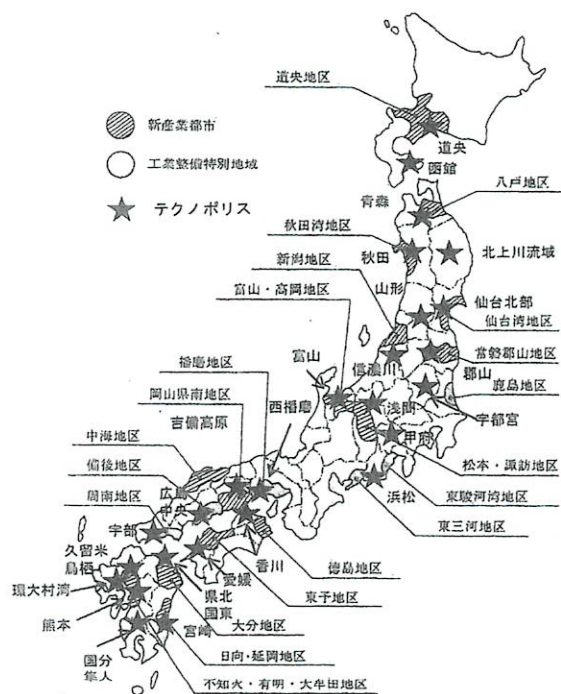 道央地区
新産業都市
道央
工業整備特別地域
函館
テクノポリス
八戸地区
青森
秋田湾地区
秋田
北上川流域
新潟地区
山形
富山・高岡地区
仙台北部
仙台湾地区
播磨地区
富山
信濃川
常磐郡山地区
郡山
岡山県南地区
西播磨
浅間
鹿島地区
吉備高原
宇都宮
中海地区
甲府
備後地区
松本・諏訪地区
周南地区
広島
中央
浜松
東駿河湾地区
宇部
東三河地区
久留米
鳥栖
香川
徳島地区
環大村湾
愛媛
県北
国東
東予地区
熊本
宮崎
大分地区
国分
隼人
日向・延岡地区
不知火・有明・大牟田地区